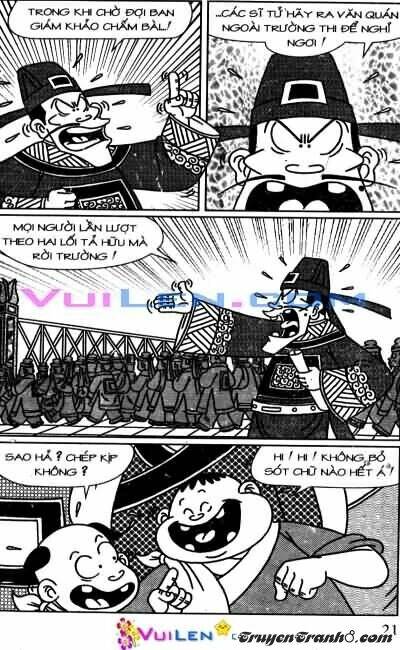 TRONG KHI CHỜ ĐỢI BAN
GIÁM KHẢO CHẤM BÀI,
...CÁC SĨ TỬ HÃY RA VĂN QUÁN
NGOÀI TRƯỜNG THI ĐỂ NGHỈ
NGƠI !
MỌI NGƯỜI LẦN LƯỢT
THEO HAI LỐI TẢ HỮU MÀ
RỜI TRƯỜNG !
VUILEN.COM
SAO HẢ ? CHÉP KỊP
KHÔNG ?
HI ! HI ! KHÔNG BỎ
SÓT CHỮ NÀO HẾT Á !
21
VUILEN
TruyenTranh8.com